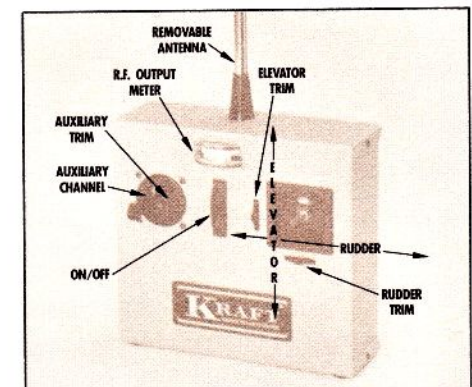 REMOVABLE
ANTENNA
R.F. OUTPUT
METER
ELEVATOR
TRIM
AUXILIARY
TRIM
AUXILIARY
CHANNEL
ELEVATOR
RUDDER
ON/OFF
RUDDER
TRIM
KRAFT